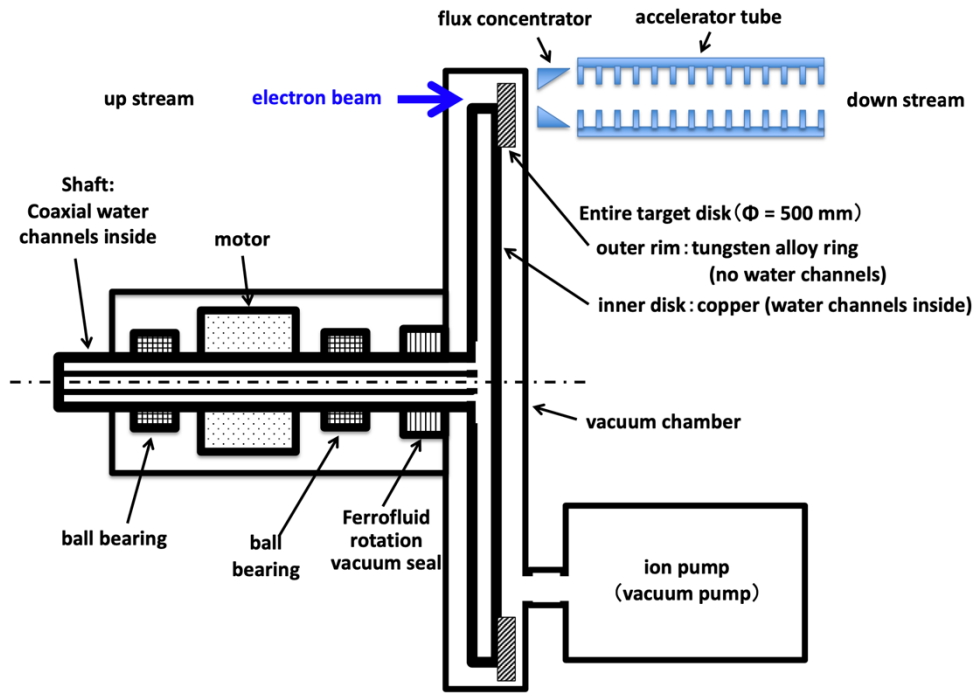 flux concentrator
accelerator tube
up stream
electron beam
down stream
Shaft:
Coaxial water
channels inside
motor
Entire target disk（Φ = 500 mm）
outer rim：tungsten alloy ring
(no water channels)
inner disk：copper (water channels inside)
vacuum chamber
ball bearing
ball
bearing
Ferrofluid
rotation
vacuum seal
ion pump
（vacuum pump）